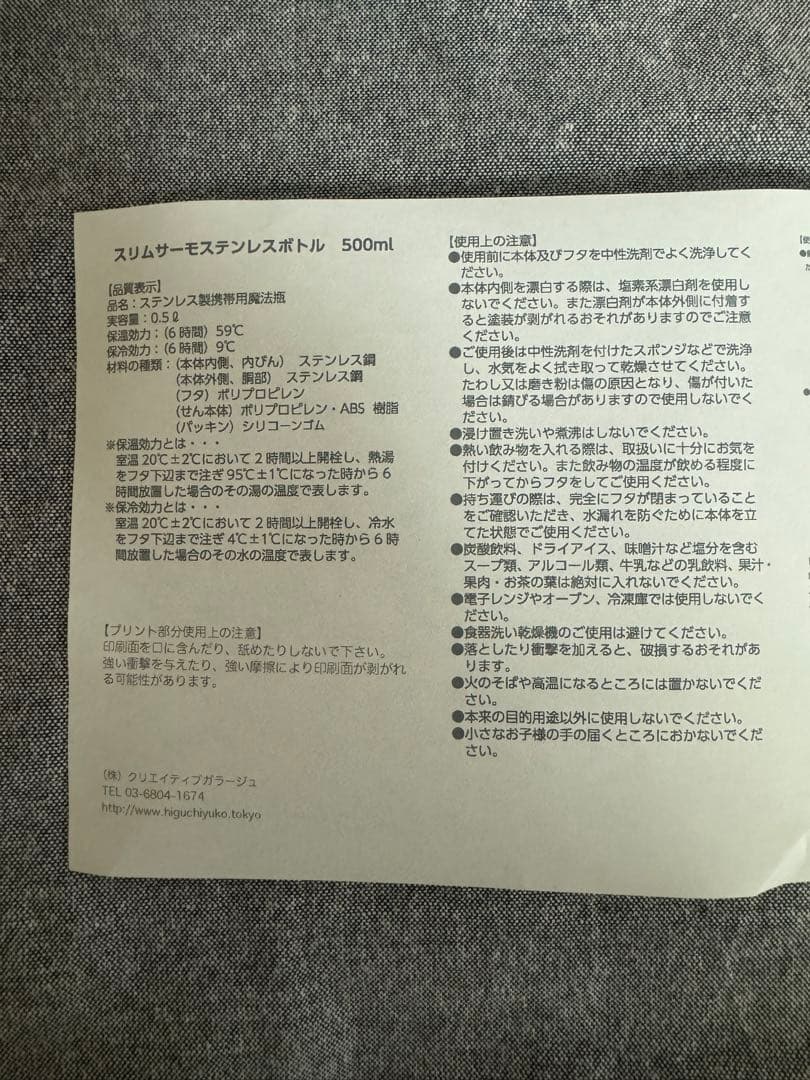 スリムサーモステンレスボトル　500ml
【品質表示】
品名：ステンレス製携帯用魔法瓶
実容量：0.5ℓ
保温効力：（6時間）59℃
保冷効力：（6時間）9℃
材料の種類：（本体内側、内びん）　ステンレス鋼
（本体外側、胴部）　ステンレス鋼
（フタ）ポリプロピレン
（せん本体）ポリプロピレン・ABS 樹脂
（パッキン）シリコーンゴム
※保温効力とは・・・
室温 20℃±2℃において 2 時間以上開栓し、熱湯
をフタ下辺まで注ぎ 95℃±1℃になった時から 6
時間放置した場合のその湯の温度で表します。
※保冷効力とは・・・
室温 20℃±2℃において 2 時間以上開栓し、冷水
をフタ下辺まで注ぎ 4℃±1℃になった時から 6 時
間放置した場合のその水の温度で表します。
【プリント部分使用上の注意】
印刷面を口に含んだり、舐めたりしないで下さい。
強い衝撃を与えたり、強い摩擦により印刷面が剥がれ
る可能性があります。
（株）クリエイティブガラージュ
TEL 03-6804-1674
http://www.higuchiyuko.tokyo
【使用上の注意】
●使用前に本体及びフタを中性洗剤でよく洗浄してく
ださい。
●本体内側を漂白する際は、塩素系漂白剤を使用し
ないでください。また漂白剤が本体外側に付着す
ると塗装が剥がれるおそれがありますのでご注意
ください。
●ご使用後は中性洗剤を付けたスポンジなどで洗浄
し、水気をよく拭き取って乾燥させてください。
たわし又は磨き粉は傷の原因となり、傷が付いた
場合は錆びる場合がありますので使用しないでく
ださい。
●浸け置き洗いや煮沸はしないでください。
●熱い飲み物を入れる際は、取扱いに十分にお気を
付けください。また飲み物の温度が飲める程度に
下がってからフタをしてご使用ください。
●持ち運びの際は、完全にフタが閉まっていること
をご確認いただき、水漏れを防ぐために本体を立
てた状態でご使用ください。
●炭酸飲料、ドライアイス、味噌汁など塩分を含む
スープ類、アルコール類、牛乳などの乳飲料、果汁・
果肉・お茶の葉は絶対に入れないでください。
●電子レンジやオーブン、冷凍庫では使用しないでく
ださい。
●食器洗い乾燥機のご使用は避けてください。
●落としたり衝撃を加えると、破損するおそれがあ
ります。
●火のそばや高温になるところには置かないでくだ
さい。
●本来の目的用途以外に使用しないでください。
●小さなお子様の手の届くところにおかないでくだ
さい。